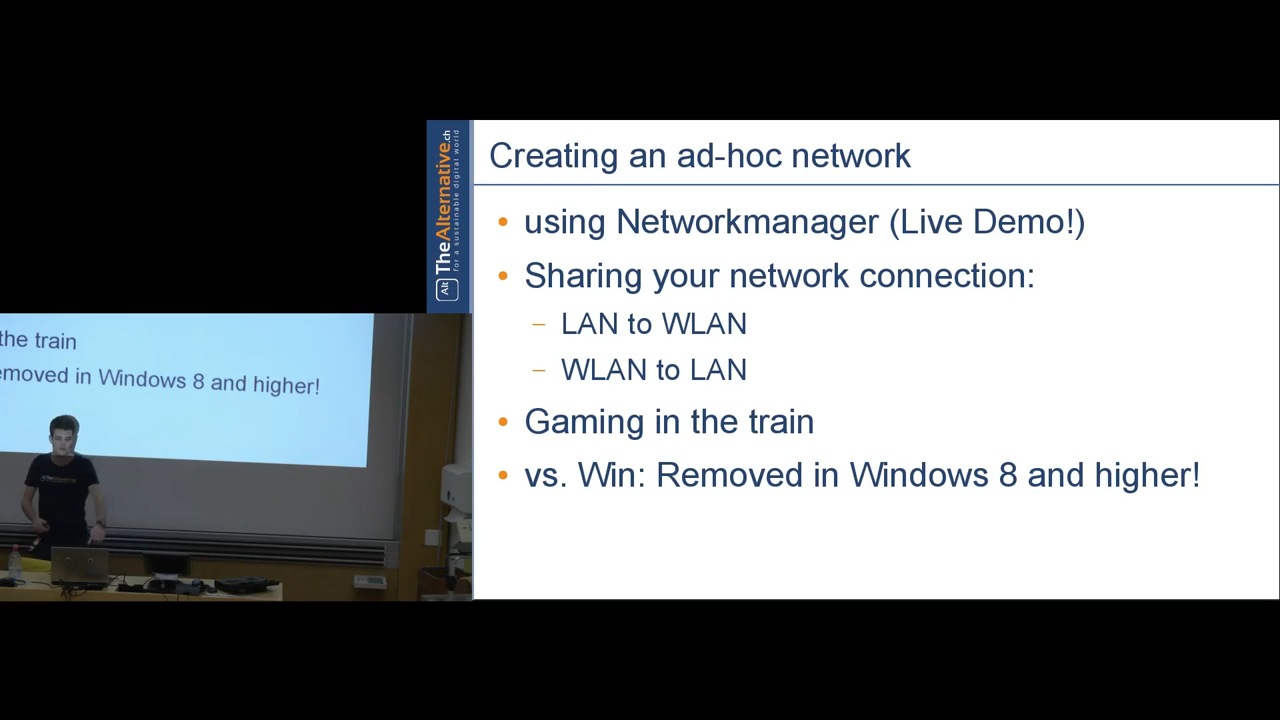 TheAlternative.ch
for a sustainable digital world
Alt
Creating an ad-hoc network
• using Networkmanager (Live Demo!)
• Sharing your network connection:
– LAN to WLAN
– WLAN to LAN
• Gaming in the train
• vs. Win: Removed in Windows 8 and higher!
the train
emoved in Windows 8 and higher!